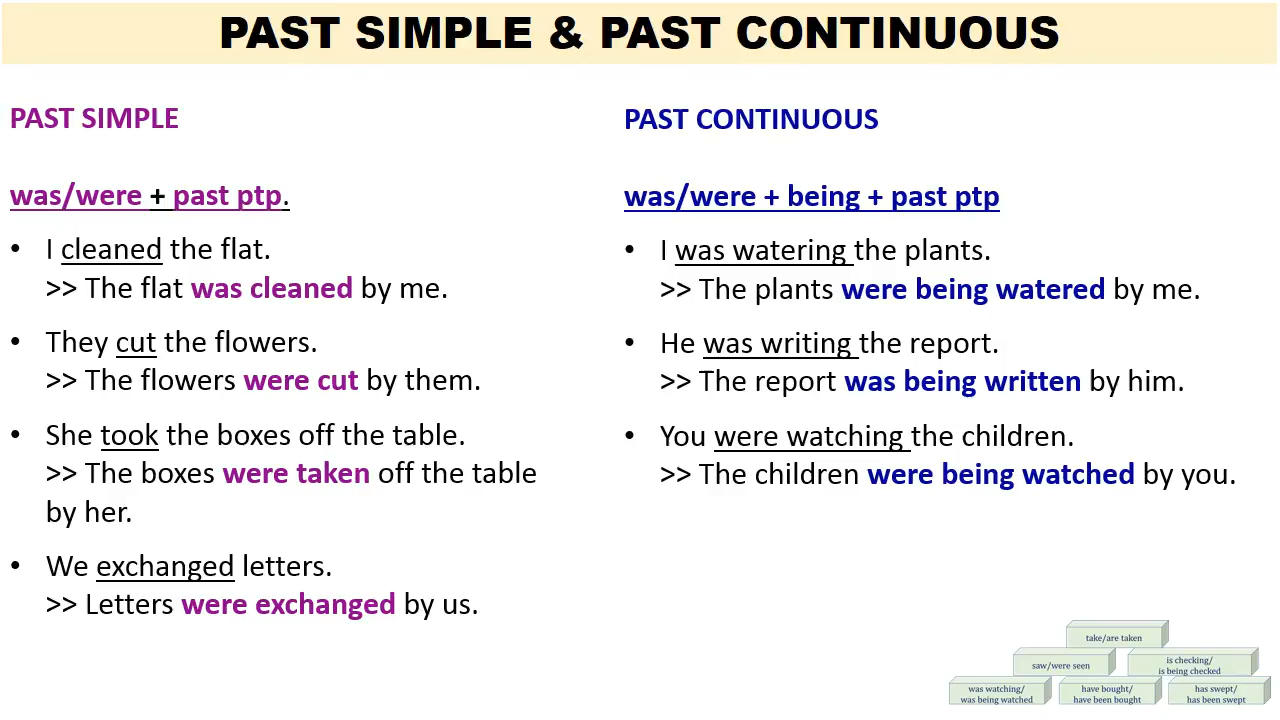 PAST SIMPLE & PAST CONTINUOUS
PAST SIMPLE
was/were + past ptp.
• I cleaned the flat.
>> The flat was cleaned by me.
• They cut the flowers.
>> The flowers were cut by them.
• She took the boxes off the table.
>> The boxes were taken off the table
by her.
• We exchanged letters.
>> Letters were exchanged by us.
PAST CONTINUOUS
was/were + being + past ptp
• I was watering the plants.
>> The plants were being watered by me.
• He was writing the report.
>> The report was being written by him.
• You were watching the children.
>> The children were being watched by you.
take/are taken
saw/were seen
is checking/
is being checked
was watching/
was being watched
have bought/
have been bought
has swept/
has been swept